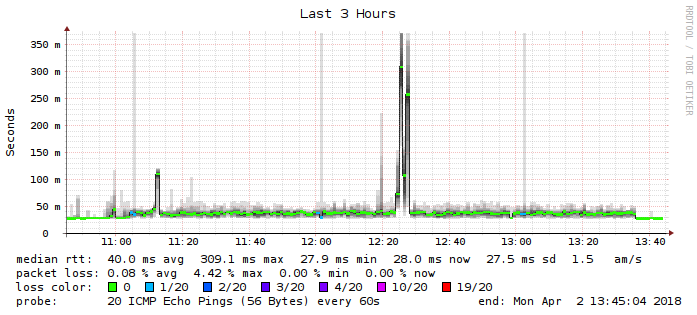 Last 3 Hours
RRDTOOL / TOBI OETIKER
Seconds
350 m
300 m
250 m
200 m
150 m
100 m
50 m
0
11:00 11:20 11:40 12:00 12:20 12:40 13:00 13:20 13:40
median rtt: 40.0 ms avg 309.1 ms max 27.9 ms min 28.0 ms now 27.5 ms sd 1.5 am/s
packet loss: 0.08 % avg 4.42 % max 0.00 % min 0.00 % now
loss color: 0 1/20 2/20 3/20 4/20 10/20 19/20
probe: 20 ICMP Echo Pings (56 Bytes) every 60s end: Mon Apr 2 13:45:04 2018